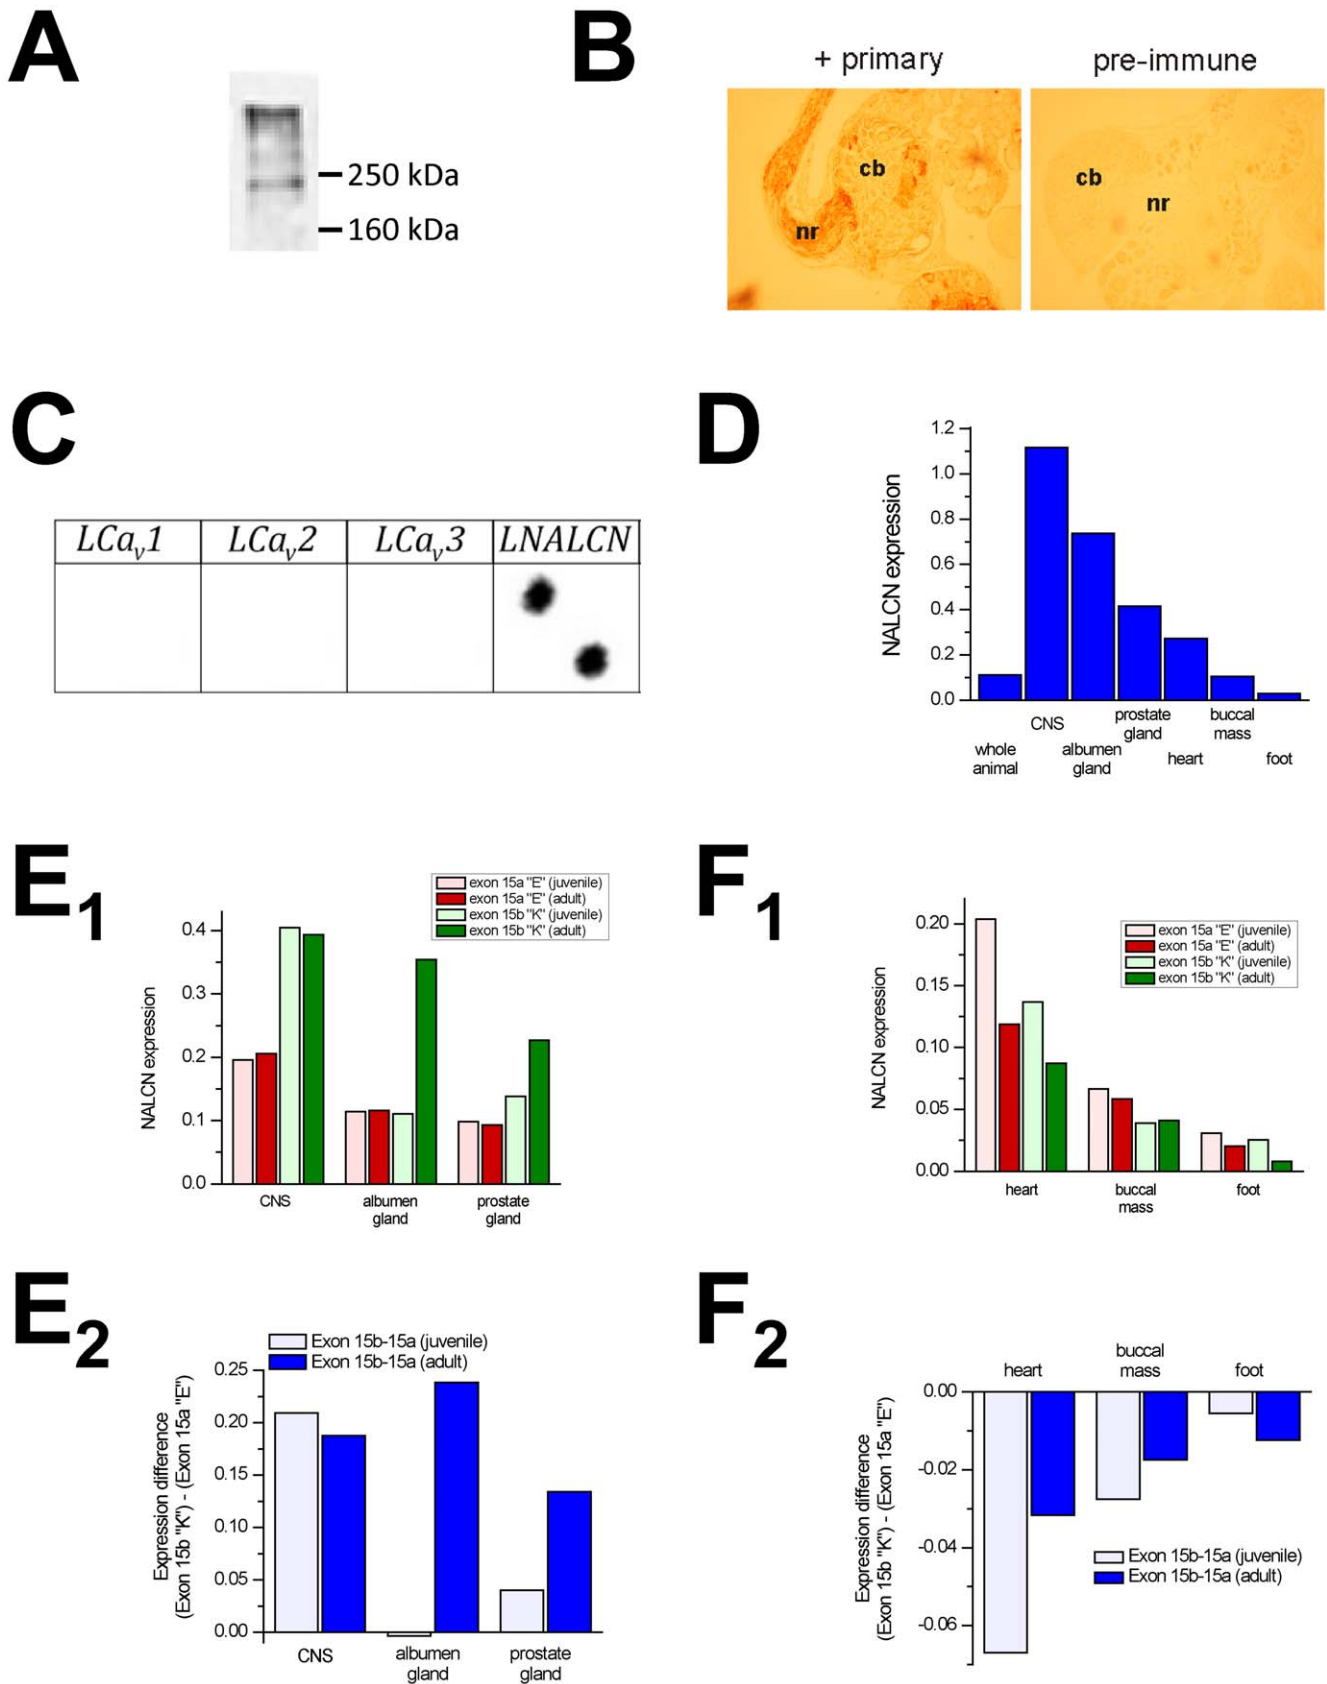 A
250 kDa
160 kDa
B
+ primary
pre-immune
cb
nr
cb
nr
C
LCav1
LCav2
LCav3
LNALCN
D
NALCN expression
1.2
1.0
0.8
0.6
0.4
0.2
0.0
whole
animal
CNS
albumen
gland
prostate
gland
heart
buccal
mass
foot
E1
exon 15a "E" (juvenile)
exon 15a "E" (adult)
exon 15b "K" (juvenile)
exon 15b "K" (adult)
NALCN expression
0.4
0.3
0.2
0.1
0.0
CNS
albumen
gland
prostate
gland
F1
exon 15a "E" (juvenile)
exon 15a "E" (adult)
exon 15b "K" (juvenile)
exon 15b "K" (adult)
NALCN expression
0.20
0.15
0.10
0.05
0.00
heart
buccal
mass
foot
E2
Exon 15b-15a (juvenile)
Exon 15b-15a (adult)
Expression difference
(Exon 15b "K") - (Exon 15a "E")
0.25
0.20
0.15
0.10
0.05
0.00
CNS
albumen
gland
prostate
gland
F2
heart
buccal
mass
foot
Expression difference
(Exon 15b "K") - (Exon 15a "E")
0.00
-0.02
-0.04
-0.06
Exon 15b-15a (juvenile)
Exon 15b-15a (adult)